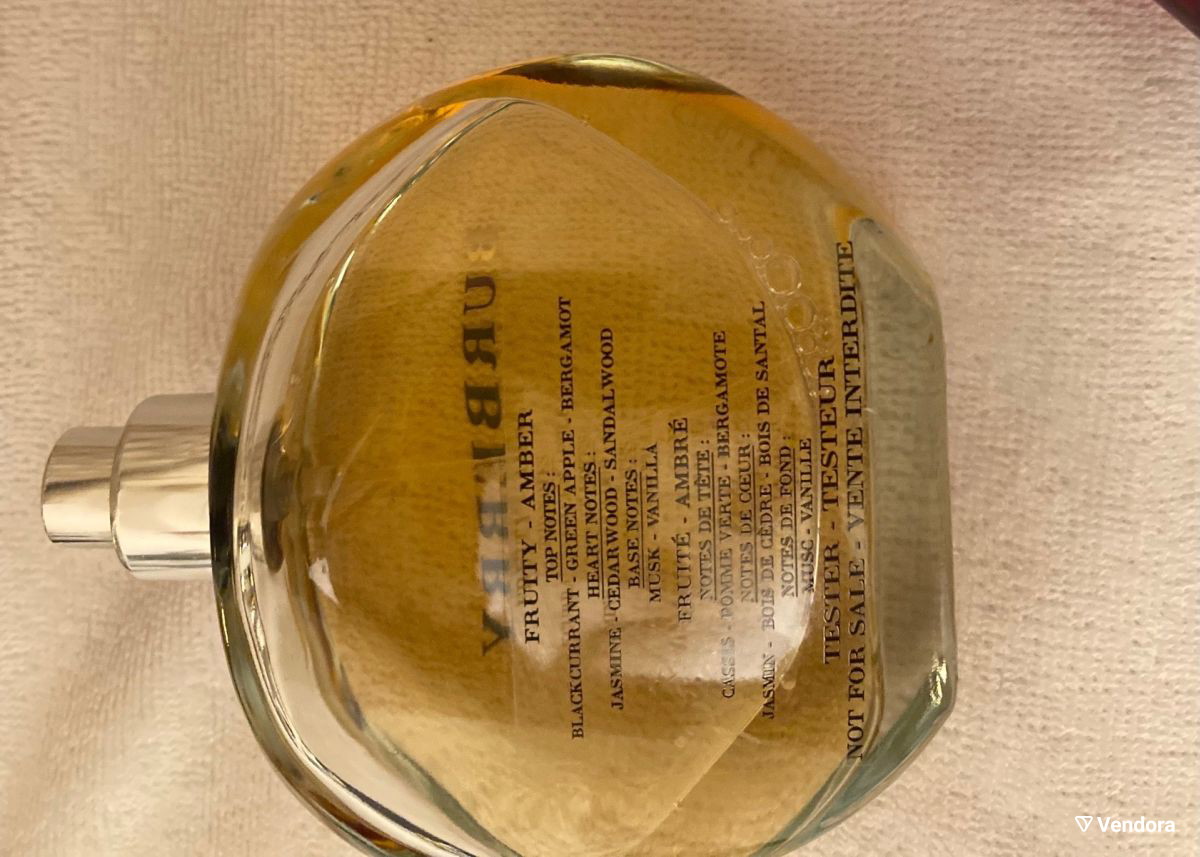 BURBERRY
FRUITY - AMBER
TOP NOTES :
BLACKCURRANT - GREEN APPLE - BERGAMOT
HEART NOTES :
JASMINE - CEDARWOOD - SANDALWOOD
BASE NOTES :
MUSK - VANILLA
FRUITÉ - AMBRÉ
NOTES DE TÊTE :
CASSIS - POMME VERTE - BERGAMOTE
NOTES DE CŒUR :
JASMIN - BOIS DE CÈDRE - BOIS DE SANTAL
NOTES DE FOND :
MUSC - VANILLE
TESTER - TESTEUR
NOT FOR SALE - VENTE INTERDITE
Vendora